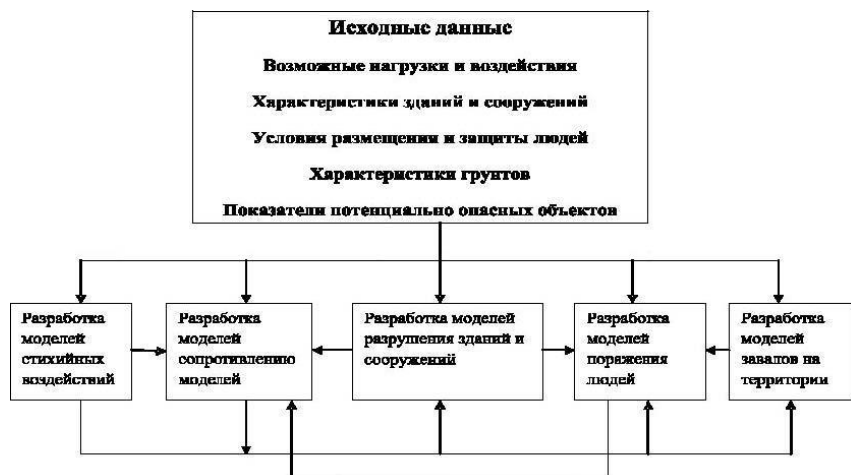 Исходные данные
Возможные нагрузки и воздействия
Характеристики зданий и сооружений
Условия размещения и защиты людей
Характеристики грунтов
Показатели потенциально опасных объектов
Разработка
моделей
стихийных
воздействий
Разработка
моделей
сопротивлению
моделей
Разработка моделей
разрушения зданий и
сооружений
Разработка
моделей
поражения
людей
Разработка
моделей
завалов на
территории